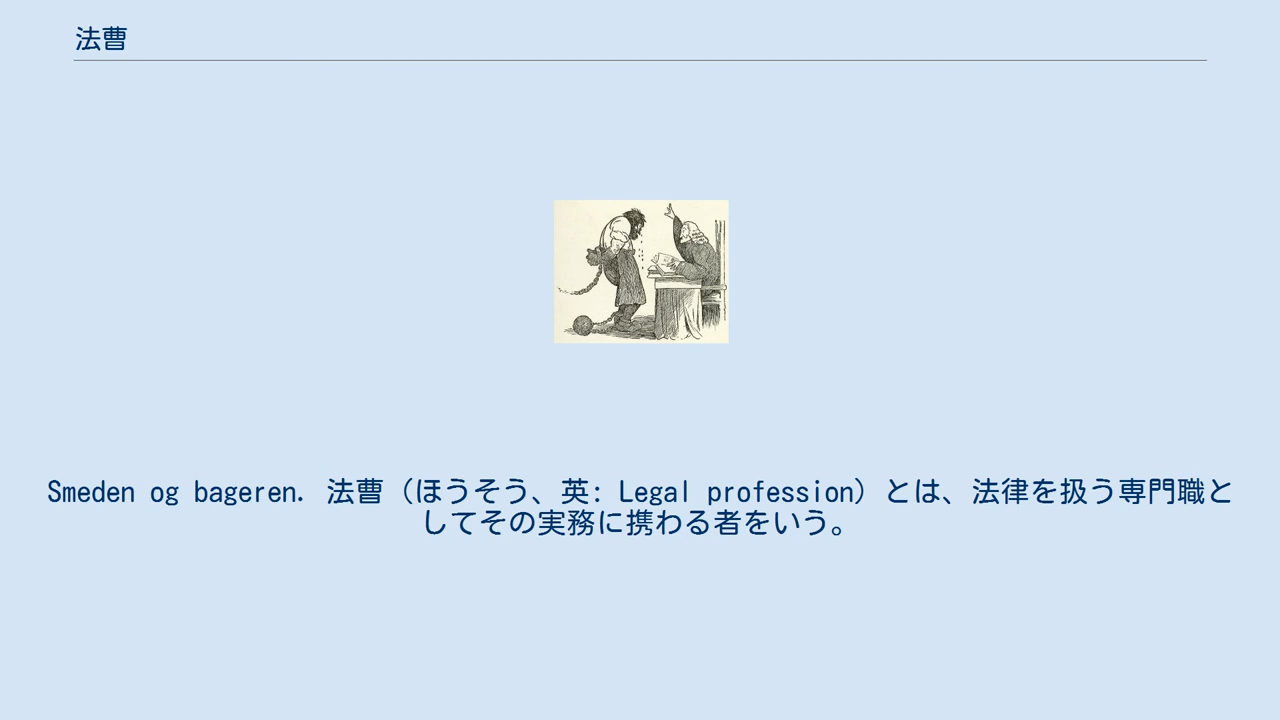 法曹
Smeden og bageren. 法曹（ほうそう、英: Legal profession）とは、法律を扱う専門職と
してその実務に携わる者をいう。